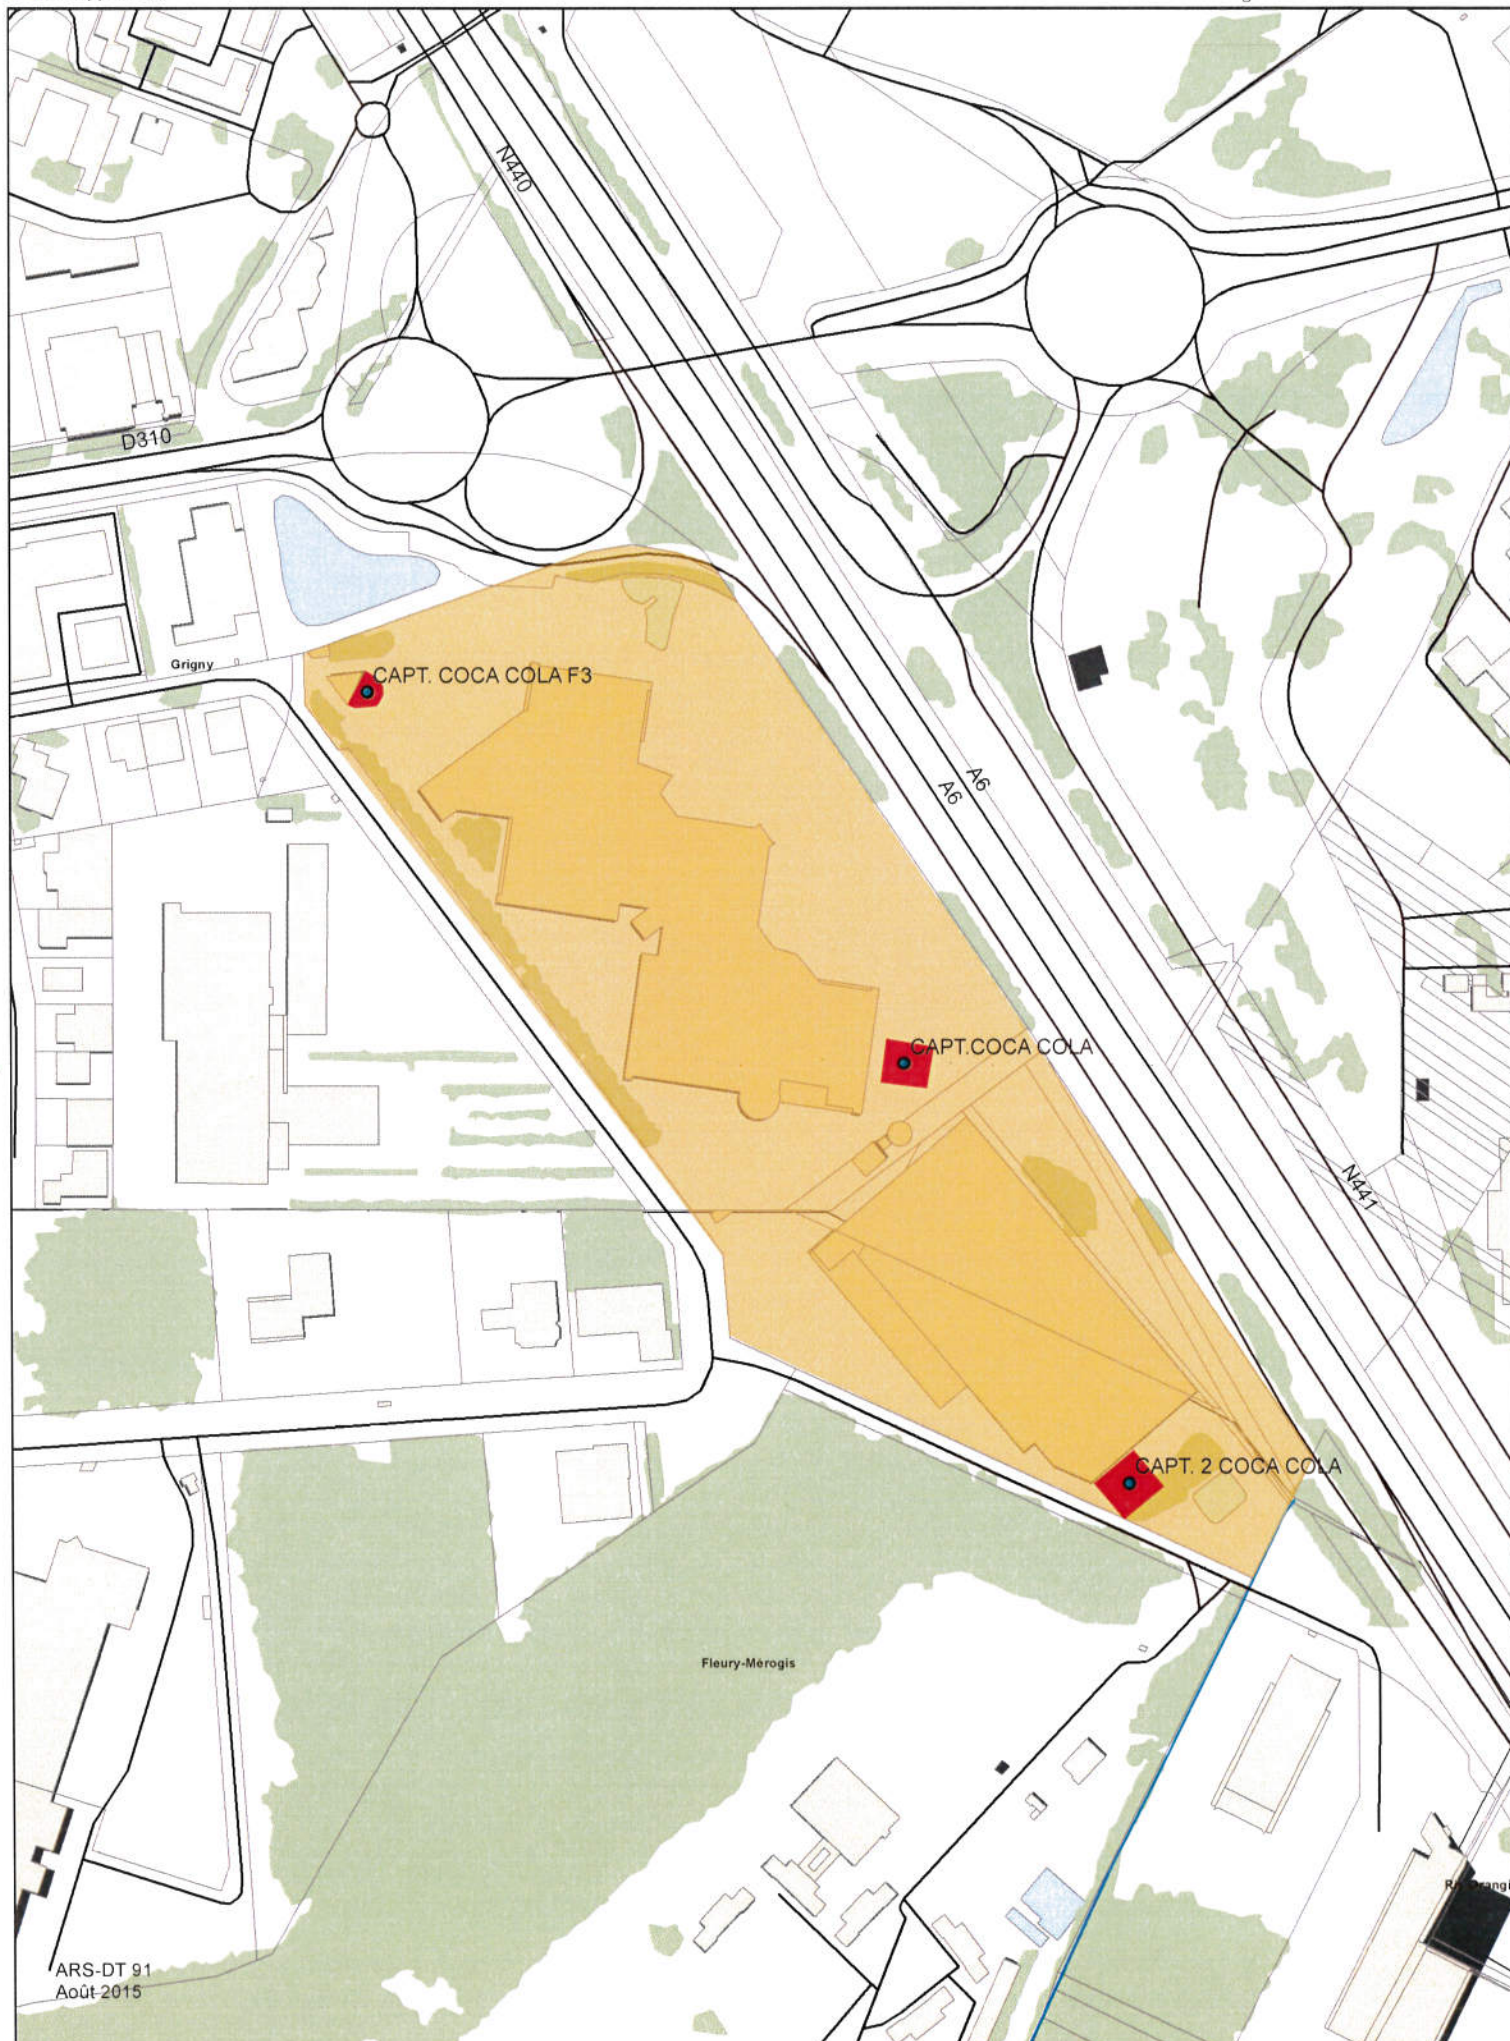 N440
D310
Grigny
CAPT. COCA COLA F3
A6
A6
CAPT.COCA COLA
N441
CAPT. 2 COCA COLA
Fleury-Mérogis
ARS-DT 91
Août 2015